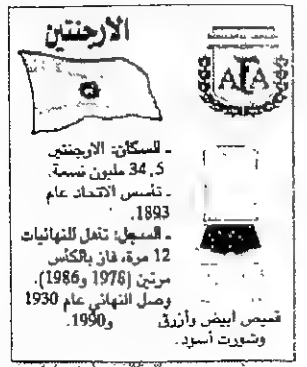 الارجنتين
AFA
ـ السكان: الارجنتين
34,5 مليون نسمة.
ـ تأسس الاتحاد عام
1893.
ـ السجل: تأهل للنهائيات
12 مرة، فاز بالكأس
مرتين (1978 و1986).
وصل النهائي عام 1930
و1990.
قميص أبيض وأزرق
وشورت أسود.